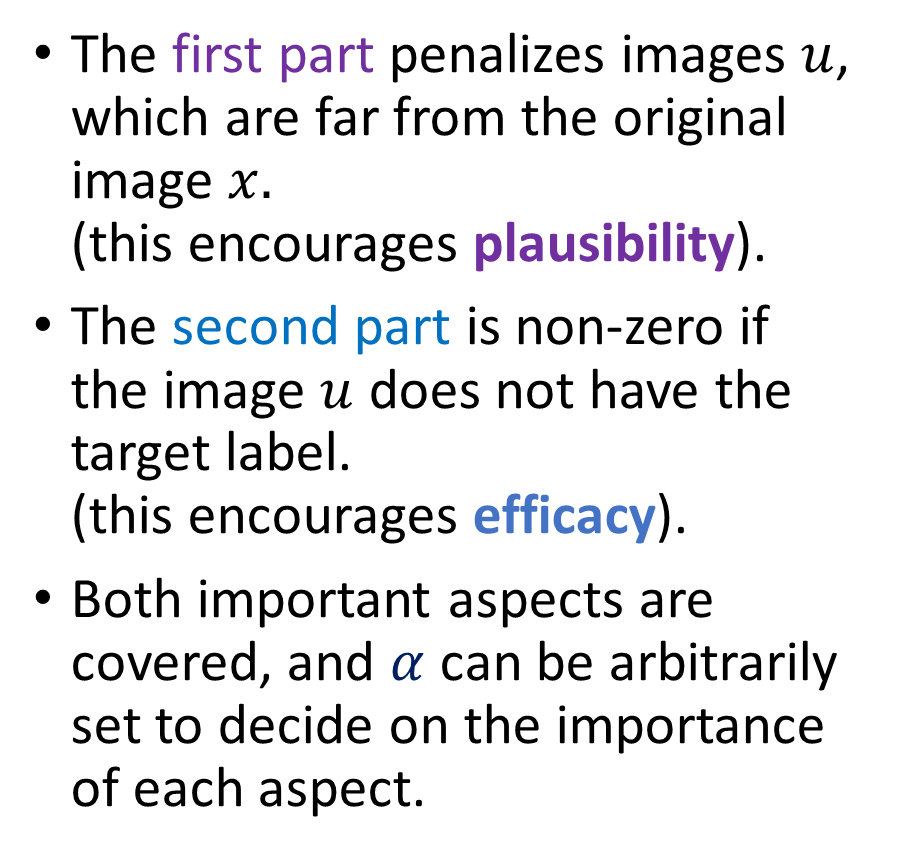 • The first part penalizes images 𝑢,
which are far from the original
image 𝑥.
(this encourages plausibility).
• The second part is non-zero if
the image 𝑢 does not have the
target label.
(this encourages efficacy).
• Both important aspects are
covered, and 𝛼 can be arbitrarily
set to decide on the importance
of each aspect.